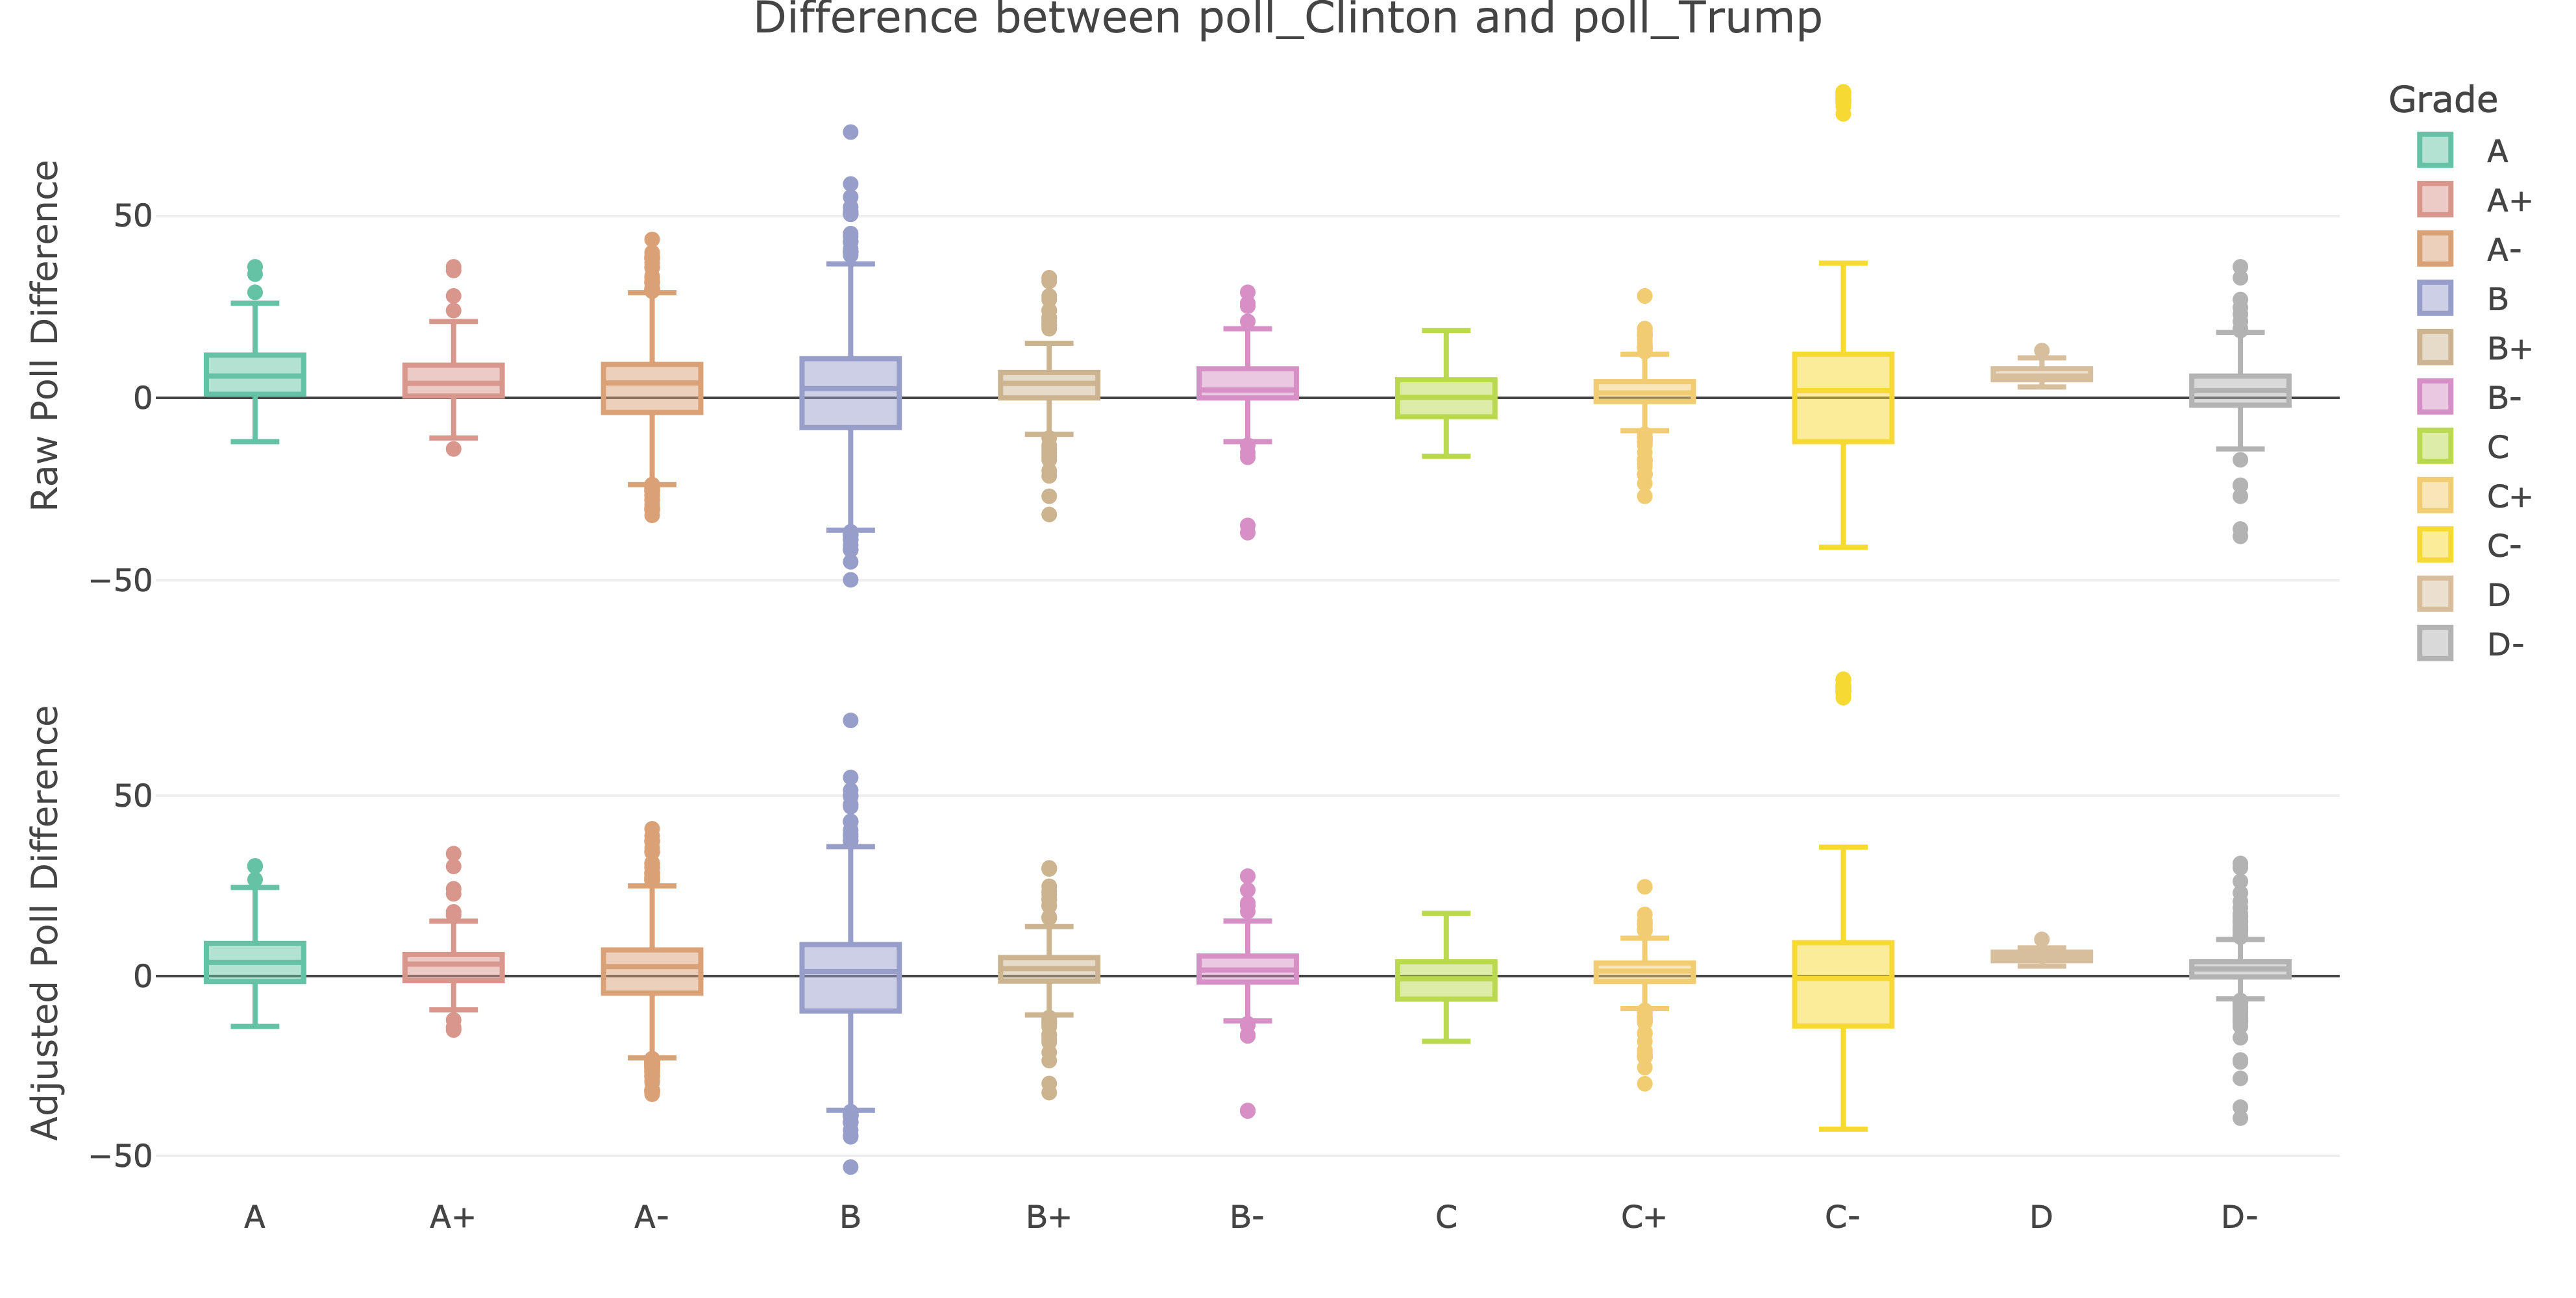 Difference between poll_Clinton and poll_Trump
Raw Poll Difference
50
0
−50
Adjusted Poll Difference
50
0
−50
A A+ A- B B+ B- C C+ C- D D-
Grade
A
A+
A-
B
B+
B-
C
C+
C-
D
D-